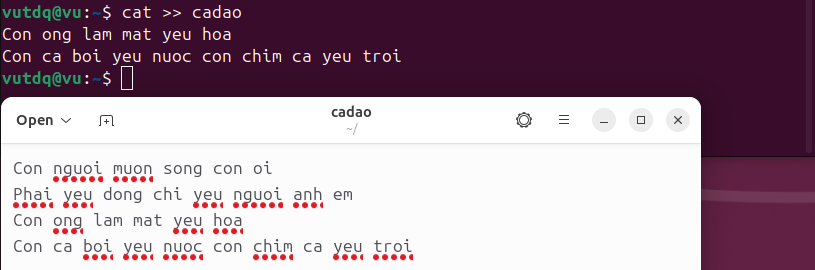 vutdq@vu:~$ cat >> cadao
Con ong lam mat yeu hoa
Con ca boi yeu nuoc con chim ca yeu troi
vutdq@vu:~$
Open
cadao
~/
Con nguoi muon song con oi
Phai yeu dong chi yeu nguoi anh em
Con ong lam mat yeu hoa
Con ca boi yeu nuoc con chim ca yeu troi